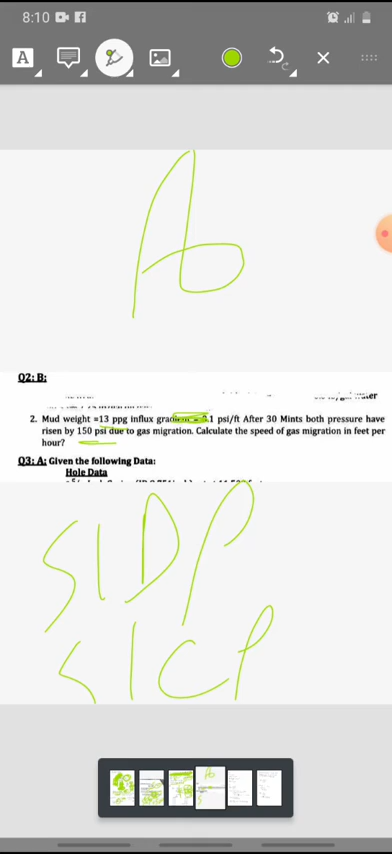 8:10
A
Q2: B:
2. Mud weight =13 ppg influx gradient = 0.1 psi/ft After 30 Mints both pressure have
risen by 150 psi due to gas migration. Calculate the speed of gas migration in feet per
hour?
Q3: A: Given the following Data:
Hole Data
SIDP
SICP